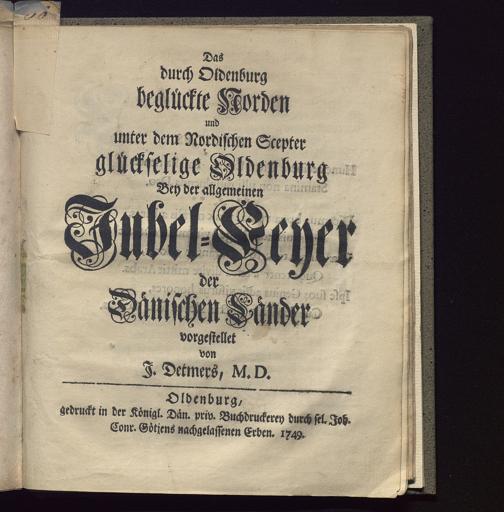 Das
durch Oldenburg
beglückte Norden
und
unter dem Nordischen Scepter
glückselige Oldenburg
Bey der allgemeinen
Jubel-Feyer
der
Dänischen Länder
vorgestellet
von
J. Detmers, M.D.
Oldenburg,
gedruckt in der Königl. Dän. priv. Buchdruckerey durch sel. Joh.
Conr. Götjens nachgelassenen Erben. 1749.